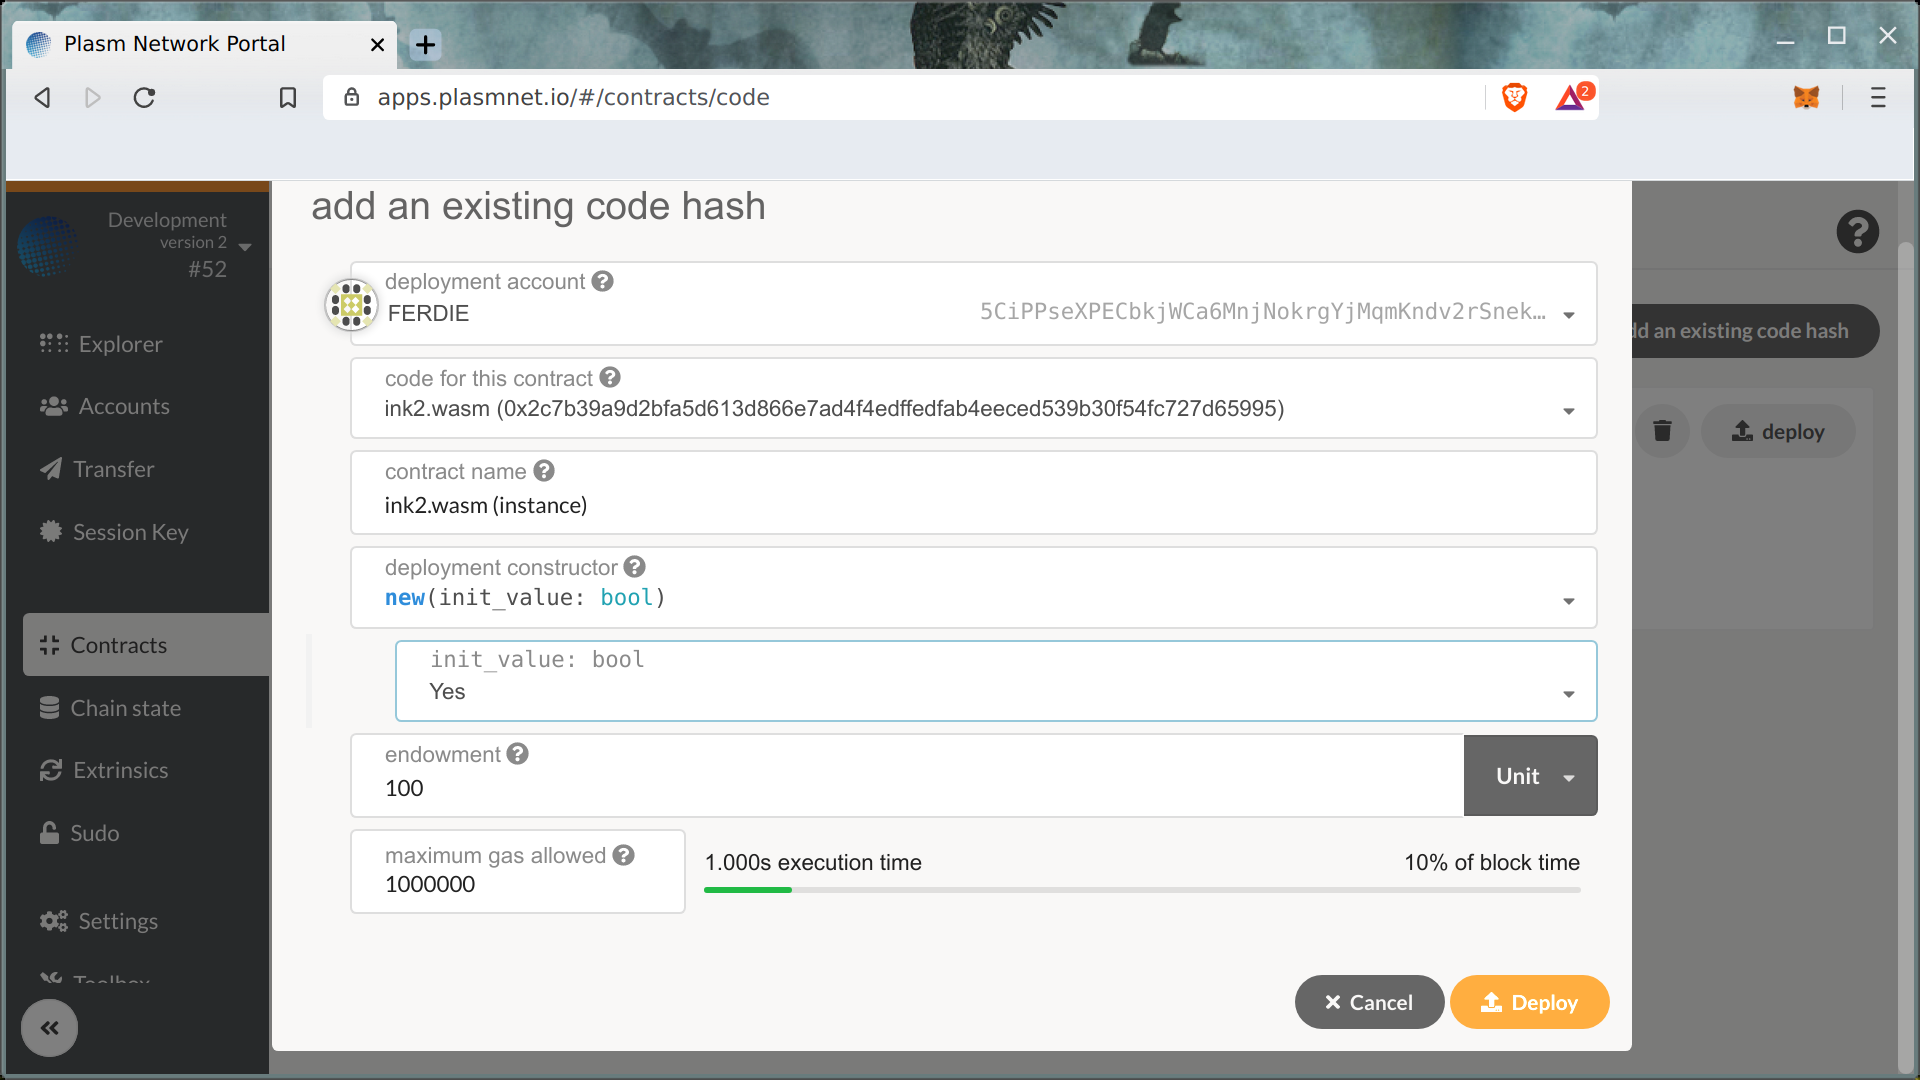 Plasm Network Portal
apps.plasmnet.io/#/contracts/code
2
Development
version 2
#52
Explorer
Accounts
Transfer
Session Key
Contracts
Chain state
Extrinsics
Sudo
Settings
Toolbox
add an existing code hash
deployment account
FERDIE
5CiPPseXPECbkjWCa6MnjNokrgYjMqmKndv2rSnek…
code for this contract
ink2.wasm (0x2c7b39a9d2bfa5d613d866e7ad4f4edffedfab4eeced539b30f54fc727d65995)
contract name
ink2.wasm (instance)
deployment constructor
new(init_value: bool)
init_value: bool
Yes
endowment
100
Unit
maximum gas allowed
1000000
1.000s execution time
10% of block time
Cancel
Deploy
dd an existing code hash
deploy